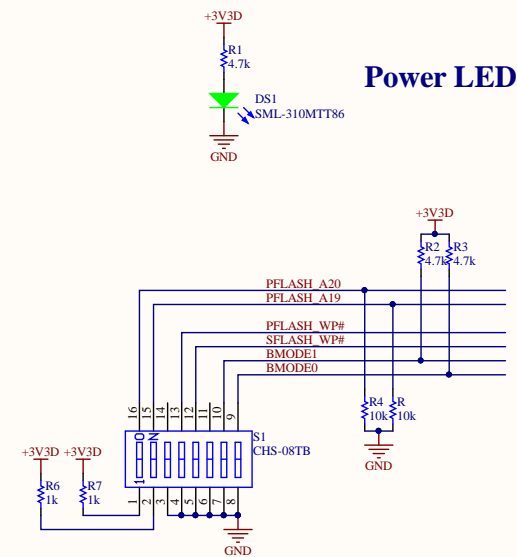 +3V3D
R1
4.7k
Power LED
DS1
SML-310MTT86
GND
+3V3D
R2 R3
4.7k 4.7k
PFLASH_A20
PFLASH_A19
PFLASH_WP#
SFLASH_WP#
BMODE1
BMODE0
16 15 14 13 12 11 10 9
R4 R
10k 10k
O N
S1
CHS-08TB
1
GND
+3V3D +3V3D
R6 R7
1k 1k
1 2 3 4 5 6 7 8
GND